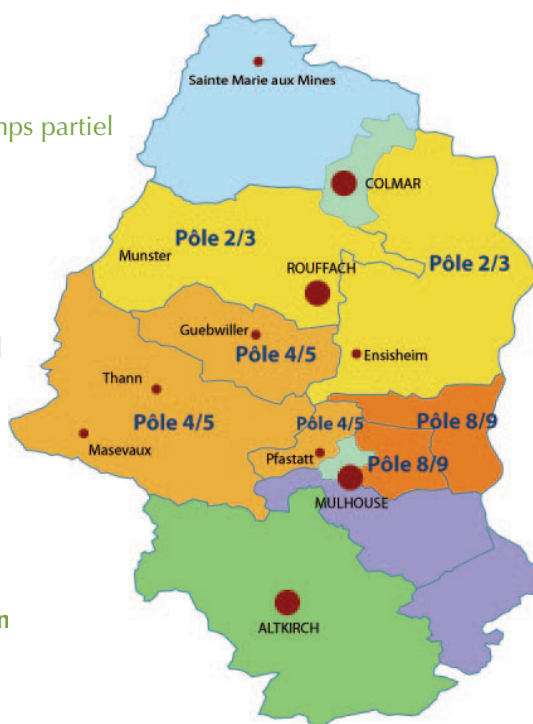 Sainte Marie aux Mines
mps partiel
COLMAR
Pôle 2/3
Munster
Pôle 2/3
ROUFFACH
Guebwiller
Pôle 4/5
Ensisheim
Thann
Pôle 4/5
Pôle 4/5
Pôle 8/9
Masevaux
Pfastatt
Pôle 8/9
MULHOUSE
ALTKIRCH
n